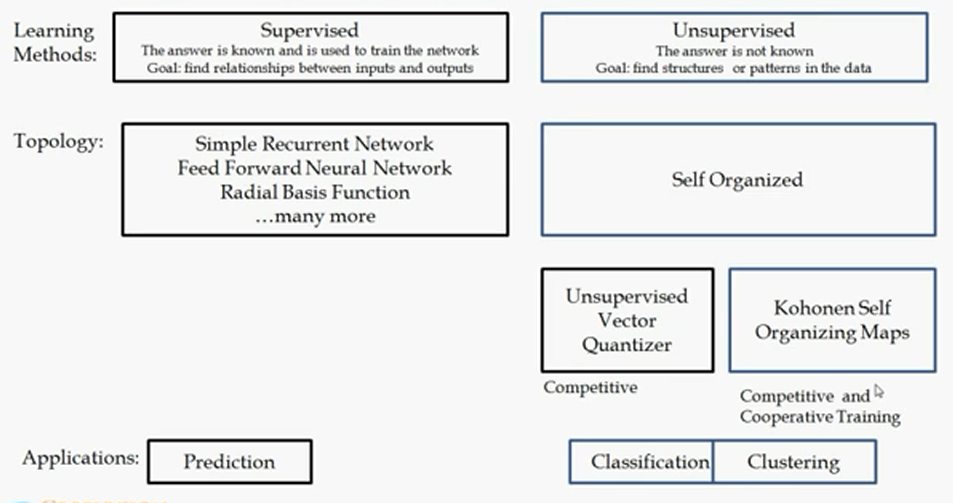 Learning
Methods:
Supervised
The answer is known and is used to train the network
Goal: find relationships between inputs and outputs
Unsupervised
The answer is not known
Goal: find structures or patterns in the data
Topology:
Simple Recurrent Network
Feed Forward Neural Network
Radial Basis Function
...many more
Self Organized
Unsupervised
Vector
Quantizer
Kohonen Self
Organizing Maps
Competitive
Competitive and
Cooperative Training
Applications:
Prediction
Classification
Clustering